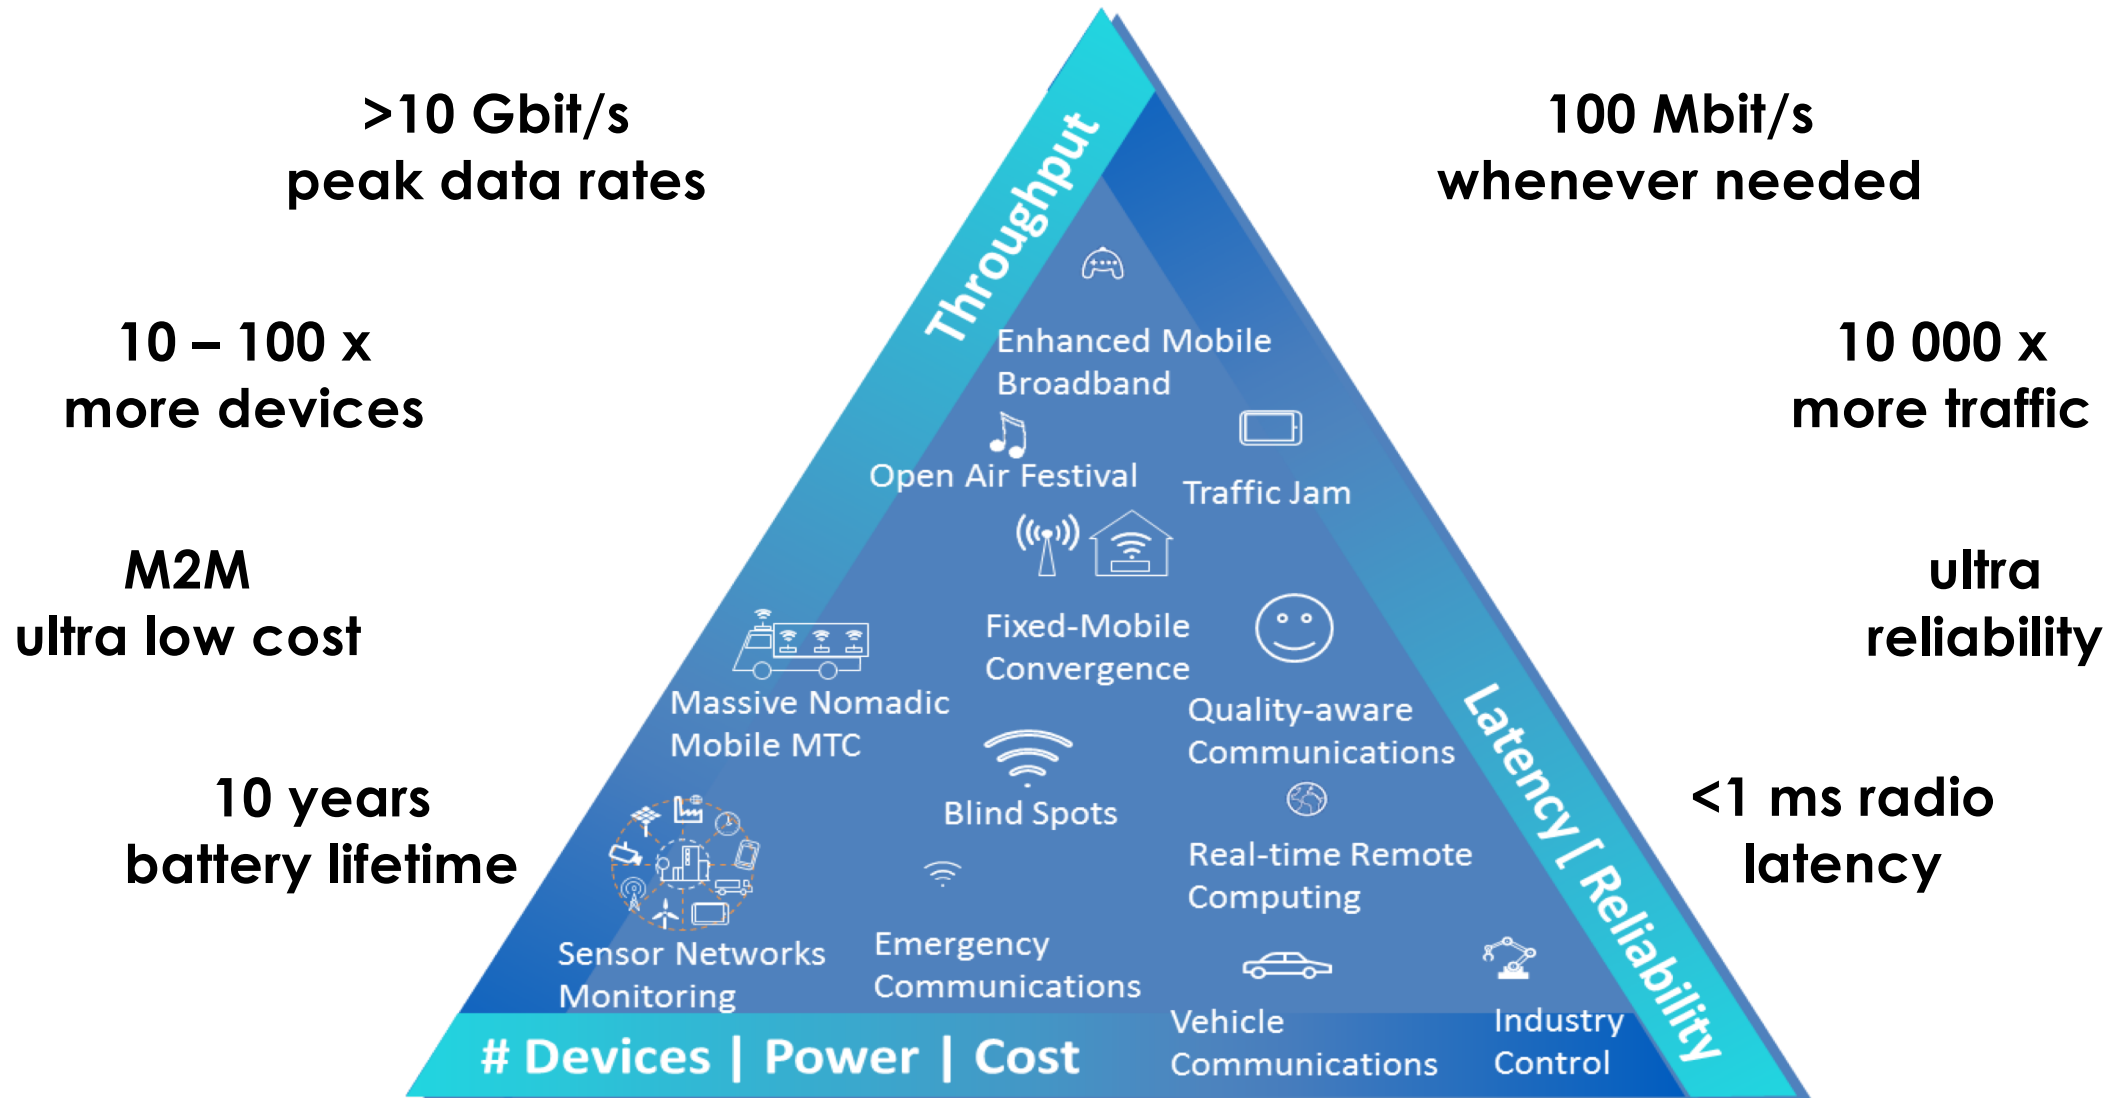 >10 Gbit/s
peak data rates
100 Mbit/s
whenever needed
10 – 100 x
more devices
10 000 x
more traffic
M2M
ultra low cost
ultra
reliability
10 years
battery lifetime
<1 ms radio
latency
Throughput
Enhanced Mobile
Broadband
Open Air Festival
Traffic Jam
Fixed-Mobile
Convergence
Massive Nomadic
Mobile MTC
Quality-aware
Communications
Blind Spots
Real-time Remote
Computing
Sensor Networks
Monitoring
Emergency
Communications
Vehicle
Communications
Industry
Control
Latency [ Reliability
# Devices | Power | Cost